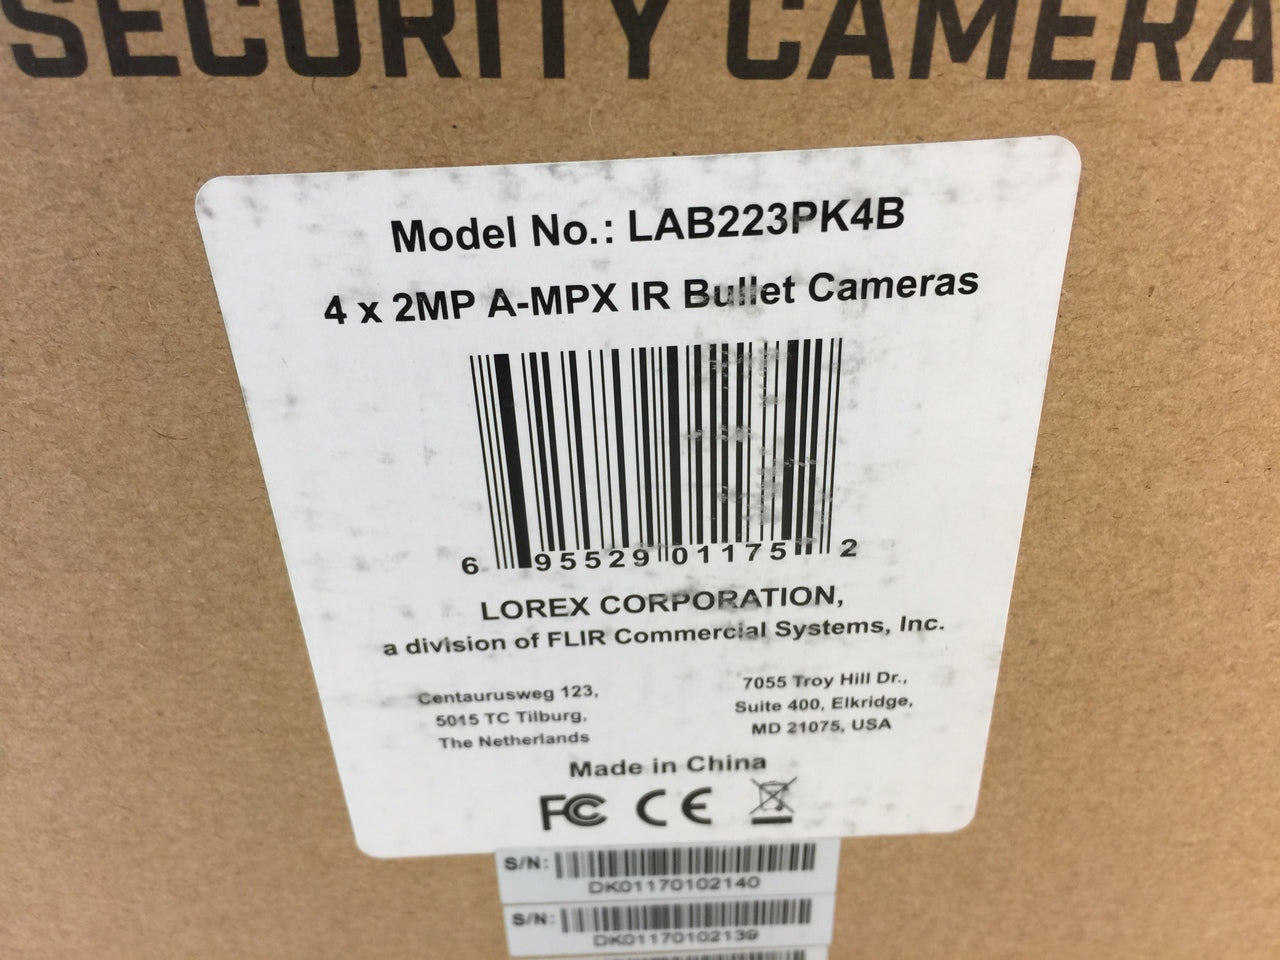 SECURITY CAMERA
Model No.: LAB223PK4B
4 x 2MP A-MPX IR Bullet Cameras
6 95529 01175 2
LOREX CORPORATION,
a division of FLIR Commercial Systems, Inc.
Centaurusweg 123,
5015 TC Tilburg,
The Netherlands
7055 Troy Hill Dr.,
Suite 400, Elkridge,
MD 21075, USA
Made in China
FC CE
S/N:
DK01170102140
S/N:
DK01170102139